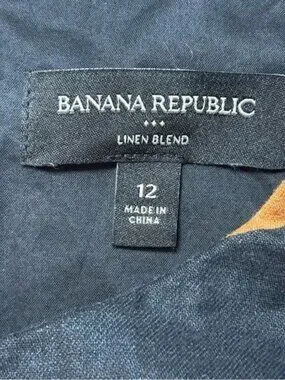 BANANA REPUBLIC
LINEN BLEND
12
MADE IN
CHINA